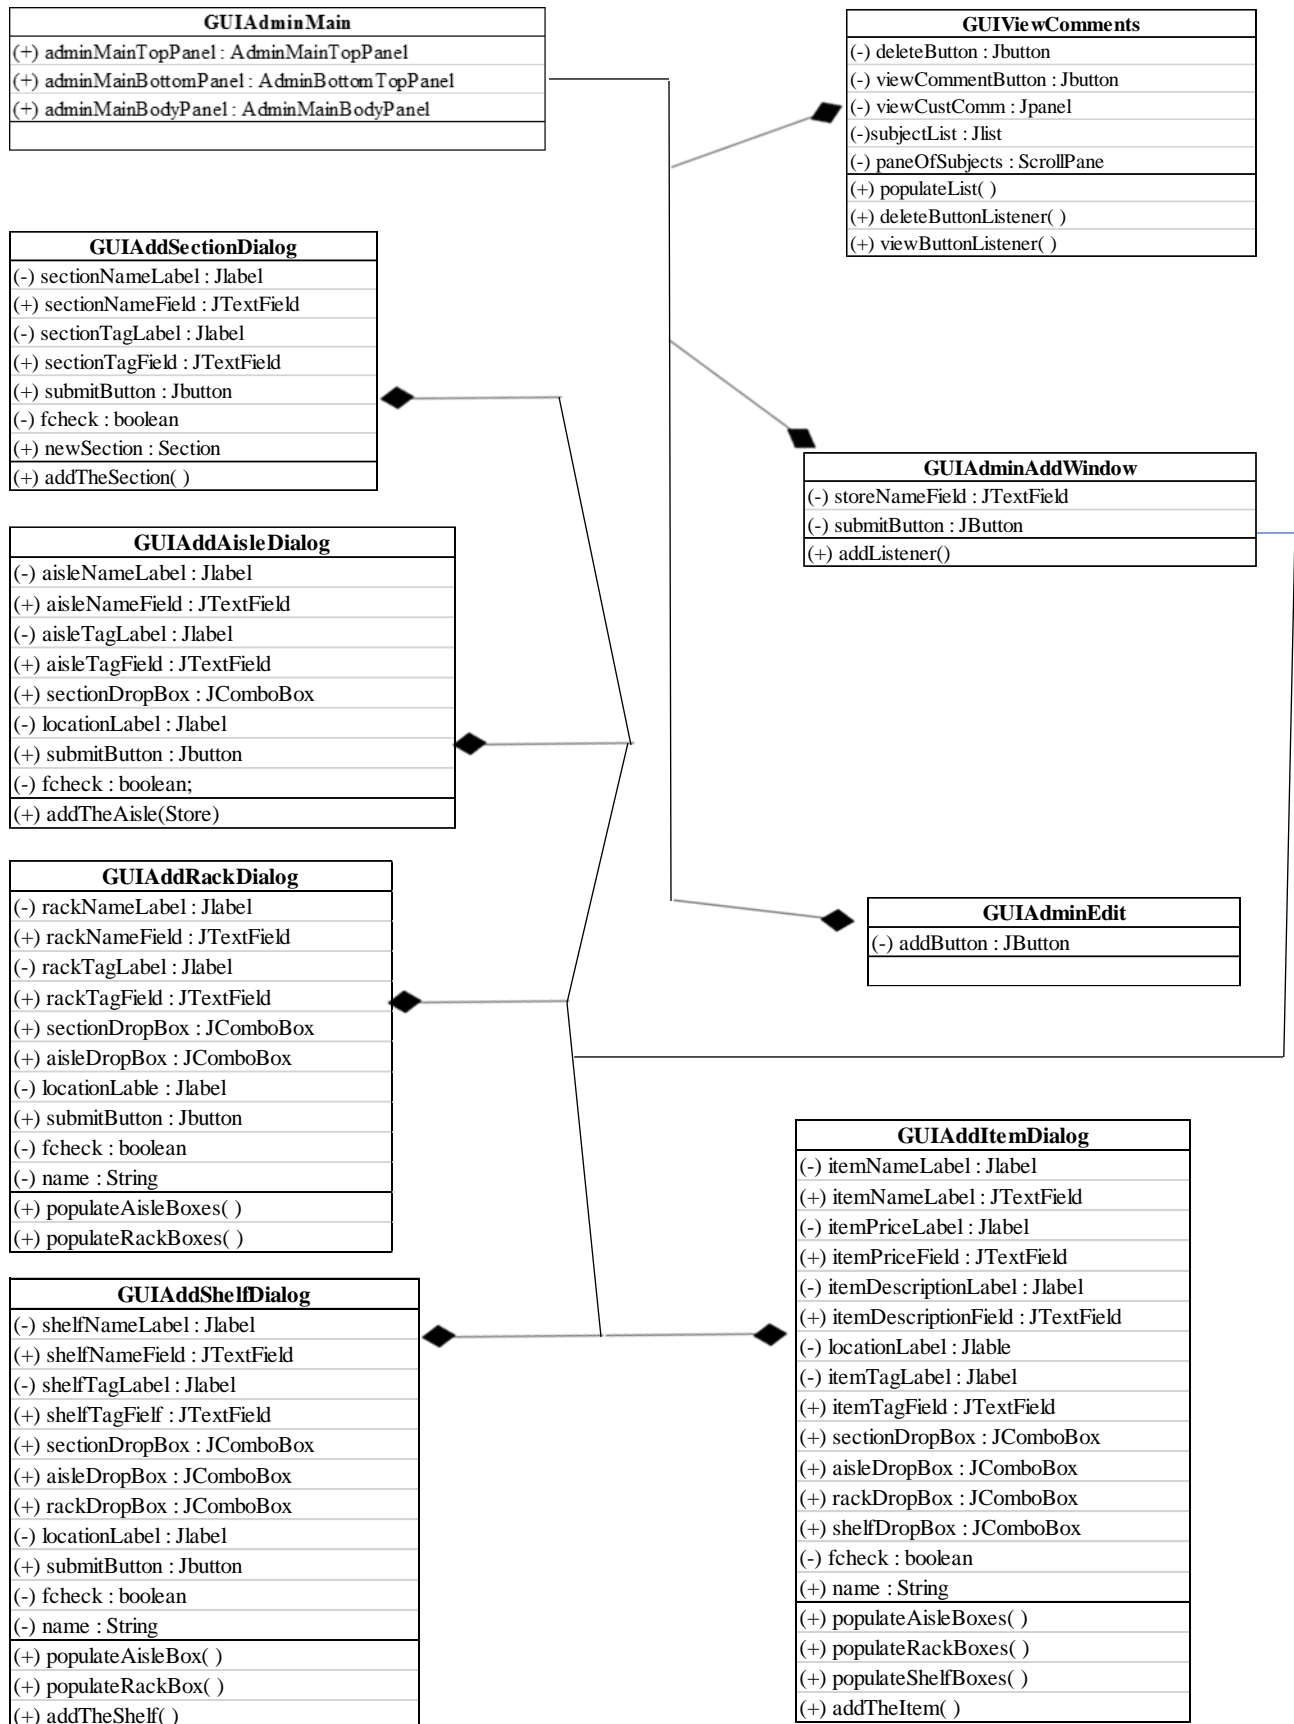 GUIAdminMain
(+) adminMainTopPanel : AdminMainTopPanel
(+) adminMainBottomPanel : AdminBottomTopPanel
(+) adminMainBodyPanel : AdminMainBodyPanel
GUIViewComments
(-) deleteButton : Jbutton
(-) viewCommentButton : Jbutton
(-) viewCustComm : Jpanel
(-)subjectList : Jlist
(-) paneOfSubjects : ScrollPane
(+) populateList( )
(+) deleteButtonListener( )
(+) viewButtonListener( )
GUIAddSectionDialog
(-) sectionNameLabel : Jlabel
(+) sectionNameField : JTextField
(-) sectionTagLabel : Jlabel
(+) sectionTagField : JTextField
(+) submitButton : Jbutton
(-) fcheck : boolean
(+) newSection : Section
(+) addTheSection( )
GUIAdminAddWindow
(-) storeNameField : JTextField
(-) submitButton : JButton
(+) addListener()
GUIAddAisleDialog
(-) aisleNameLabel : Jlabel
(+) aisleNameField : JTextField
(-) aisleTagLabel : Jlabel
(+) aisleTagField : JTextField
(+) sectionDropBox : JComboBox
(-) locationLabel : Jlabel
(+) submitButton : Jbutton
(-) fcheck : boolean;
(+) addTheAisle(Store)
GUIAddRackDialog
(-) rackNameLabel : Jlabel
(+) rackNameField : JTextField
(-) rackTagLabel : Jlabel
(+) rackTagField : JTextField
(+) sectionDropBox : JComboBox
(+) aisleDropBox : JComboBox
(-) locationLable : Jlabel
(+) submitButton : Jbutton
(-) fcheck : boolean
(-) name : String
(+) populateAisleBoxes( )
(+) populateRackBoxes( )
GUIAdminEdit
(-) addButton : JButton
GUIAddShelfDialog
(-) shelfNameLabel : Jlabel
(+) shelfNameField : JTextField
(-) shelfTagLabel : Jlabel
(+) shelfTagFielf : JTextField
(+) sectionDropBox : JComboBox
(+) aisleDropBox : JComboBox
(+) rackDropBox : JComboBox
(-) locationLabel : Jlabel
(+) submitButton : Jbutton
(-) fcheck : boolean
(-) name : String
(+) populateAisleBox( )
(+) populateRackBox( )
(+) addTheShelf( )
GUIAddItemDialog
(-) itemNameLabel : Jlabel
(+) itemNameLabel : JTextField
(-) itemPriceLabel : Jlabel
(+) itemPriceField : JTextField
(-) itemDescriptionLabel : Jlabel
(+) itemDescriptionField : JTextField
(-) locationLabel : Jlable
(-) itemTagLabel : Jlabel
(+) itemTagField : JTextField
(+) sectionDropBox : JComboBox
(+) aisleDropBox : JComboBox
(+) rackDropBox : JComboBox
(+) shelfDropBox : JComboBox
(-) fcheck : boolean
(+) name : String
(+) populateAisleBoxes( )
(+) populateRackBoxes( )
(+) populateShelfBoxes( )
(+) addTheItem( )